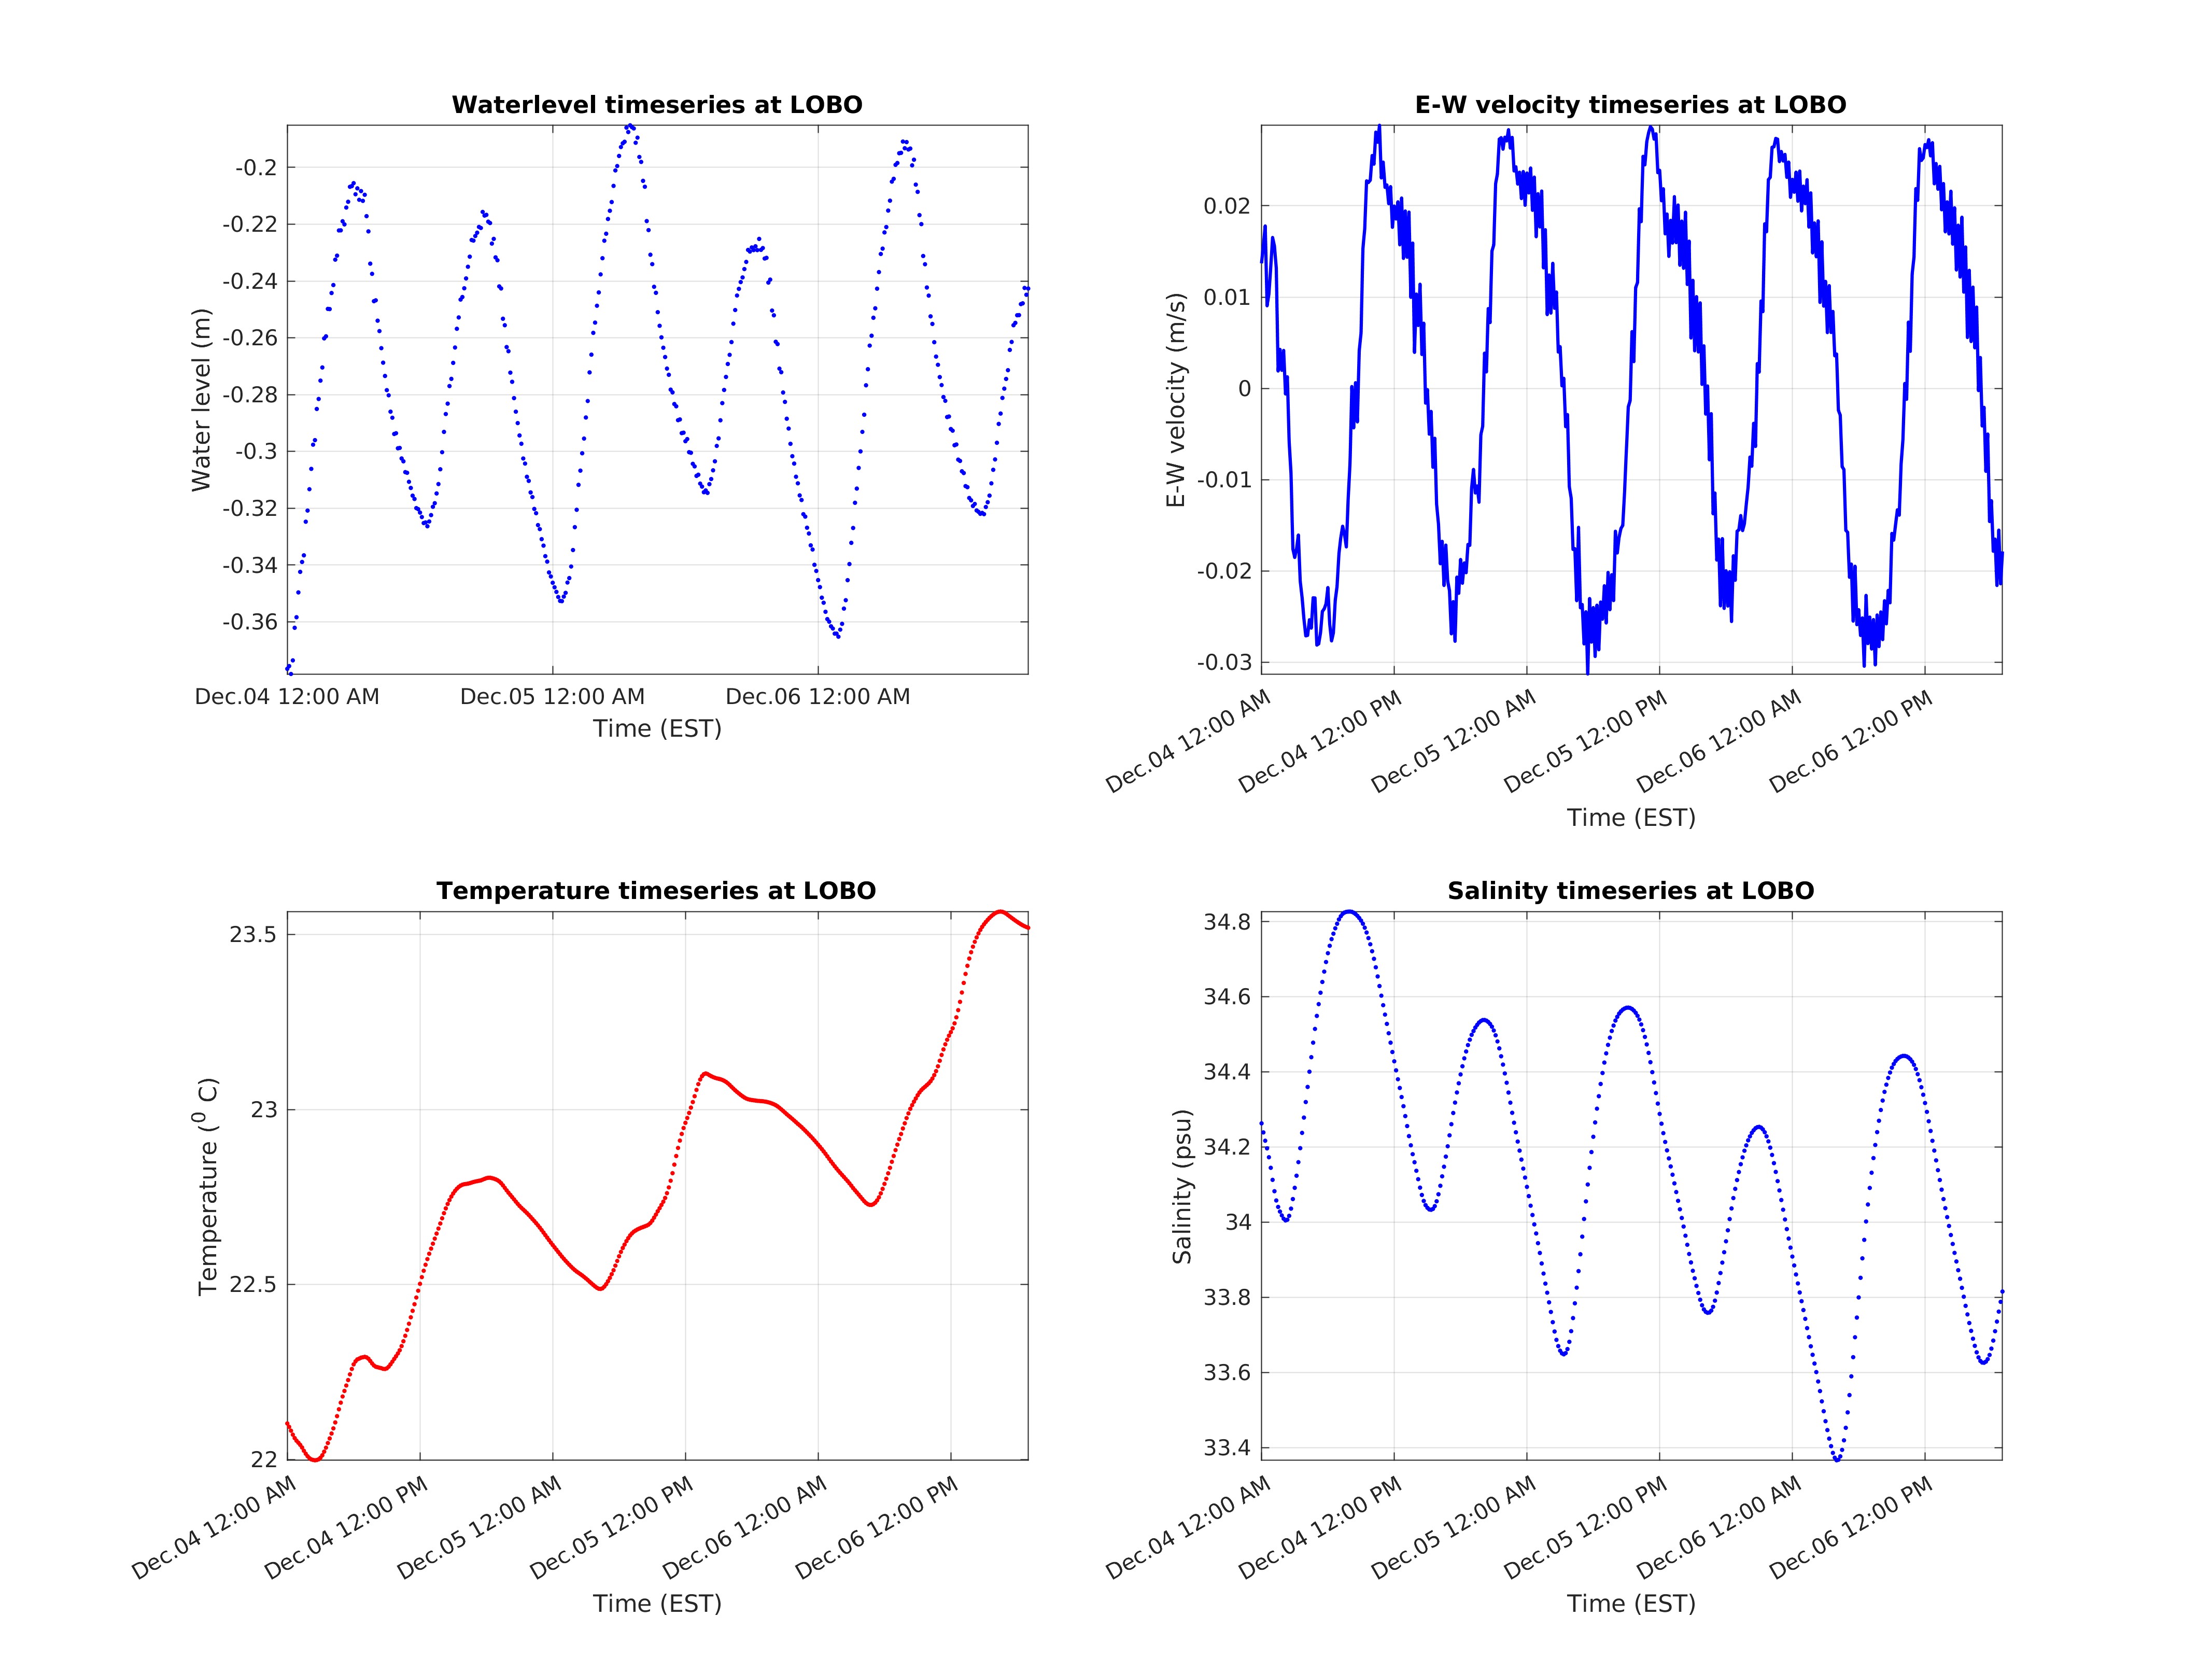 Waterlevel timeseries at LOBO
-0.2
-0.22
-0.24
-0.26
-0.28
-0.3
-0.32
-0.34
-0.36
Water level (m)
Dec.04 12:00 AM
Dec.05 12:00 AM
Dec.06 12:00 AM
Time (EST)
E-W velocity timeseries at LOBO
0.02
0.01
0
-0.01
-0.02
-0.03
E-W velocity (m/s)
Dec.04 12:00 AM
Dec.04 12:00 PM
Dec.05 12:00 AM
Dec.05 12:00 PM
Dec.06 12:00 AM
Dec.06 12:00 PM
Time (EST)
Temperature timeseries at LOBO
23.5
23
22.5
22
Temperature (⁰ C)
Dec.04 12:00 AM
Dec.04 12:00 PM
Dec.05 12:00 AM
Dec.05 12:00 PM
Dec.06 12:00 AM
Dec.06 12:00 PM
Time (EST)
Salinity timeseries at LOBO
34.8
34.6
34.4
34.2
34
33.8
33.6
33.4
Salinity (psu)
Dec.04 12:00 AM
Dec.04 12:00 PM
Dec.05 12:00 AM
Dec.05 12:00 PM
Dec.06 12:00 AM
Dec.06 12:00 PM
Time (EST)